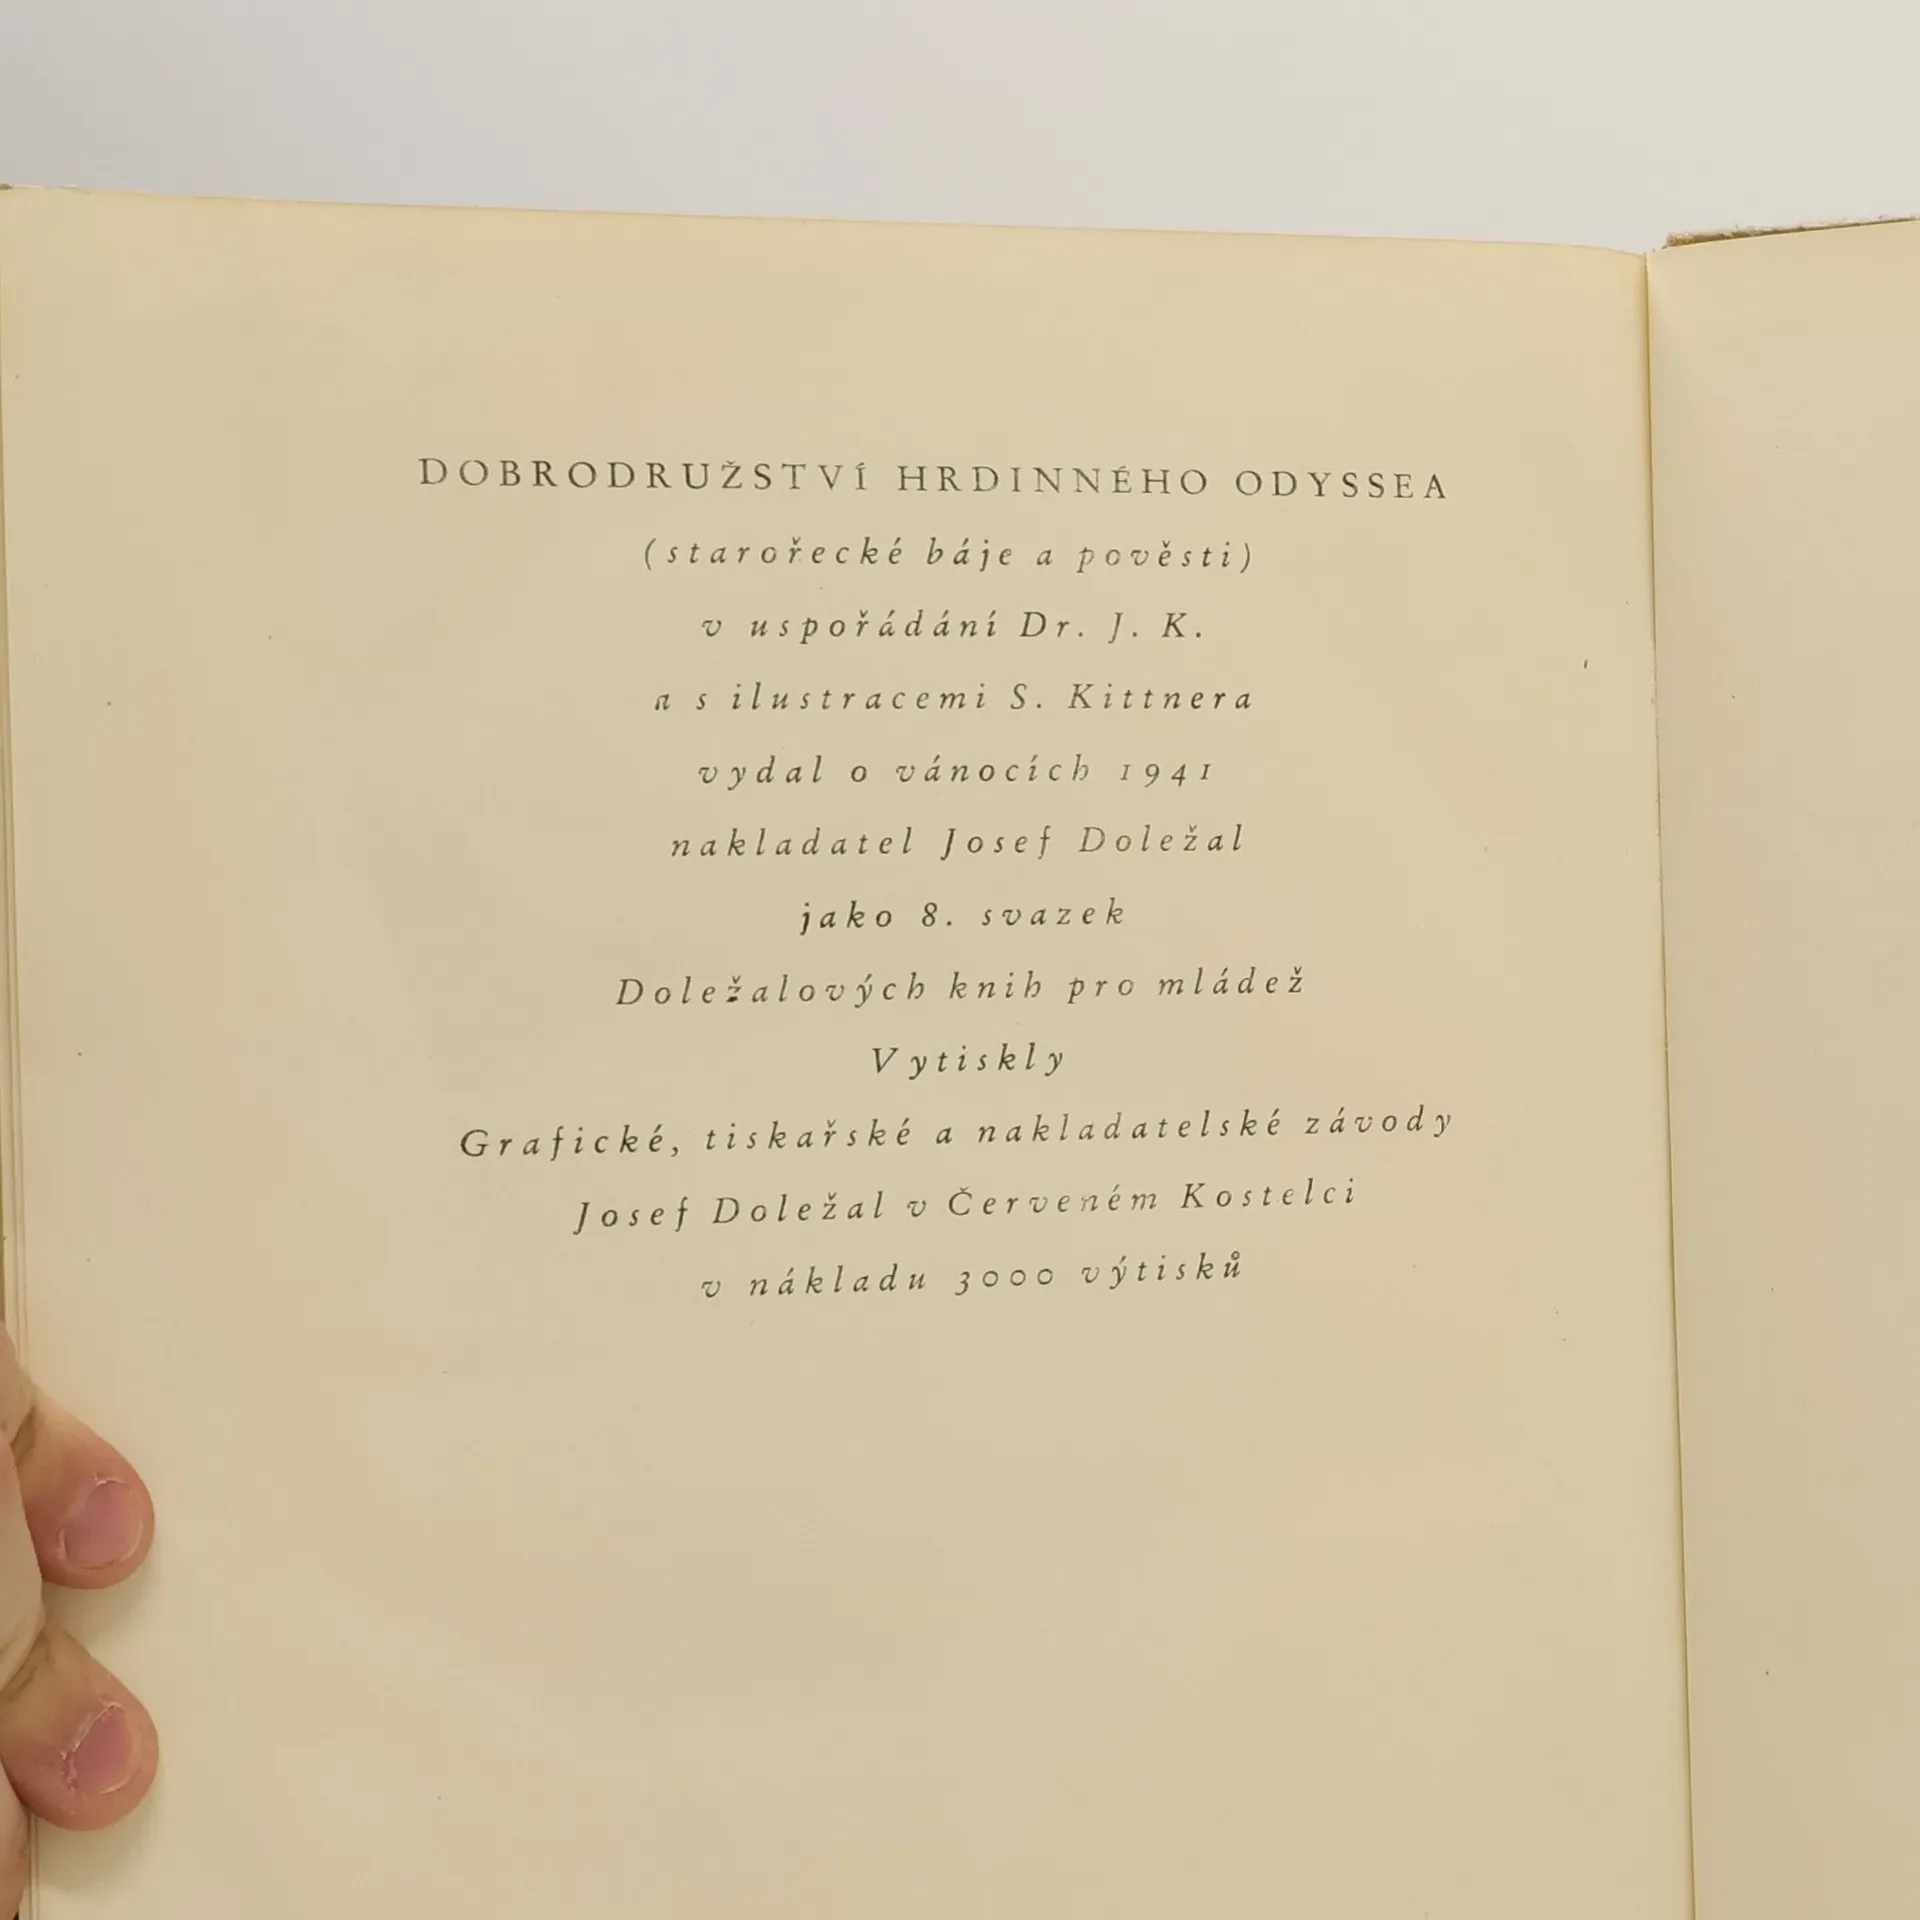 DOBRODRUŽSTVÍ HRDINNÉHO ODYSSEA
(starořecké báje a pověsti)
v uspořádání Dr. J. K.
a s ilustracemi S. Kittnera
vydal o vánocích 1941
nakladatel Josef Doležal
jako 8. svazek
Doležalových knih pro mládež
Vytiskly
Grafické, tiskařské a nakladatelské závody
Josef Doležal v Červeném Kostelci
v nákladu 3000 výtisků